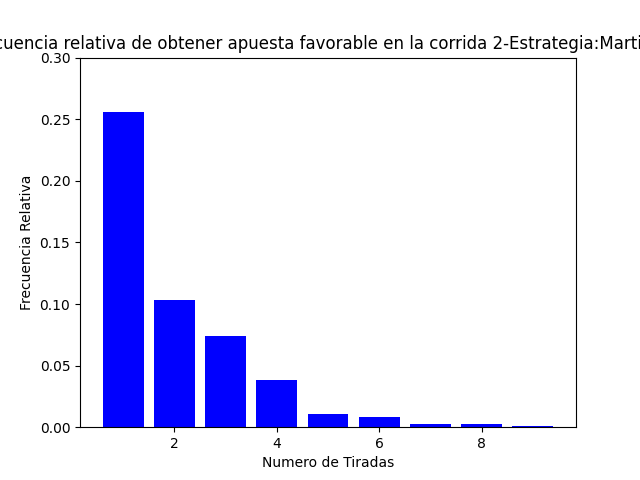 cuencia relativa de obtener apuesta favorable en la corrida 2-Estrategia:Marti
0.30
0.25
0.20
0.15
0.10
0.05
0.00
Frecuencia Relativa
2 4 6 8
Numero de Tiradas